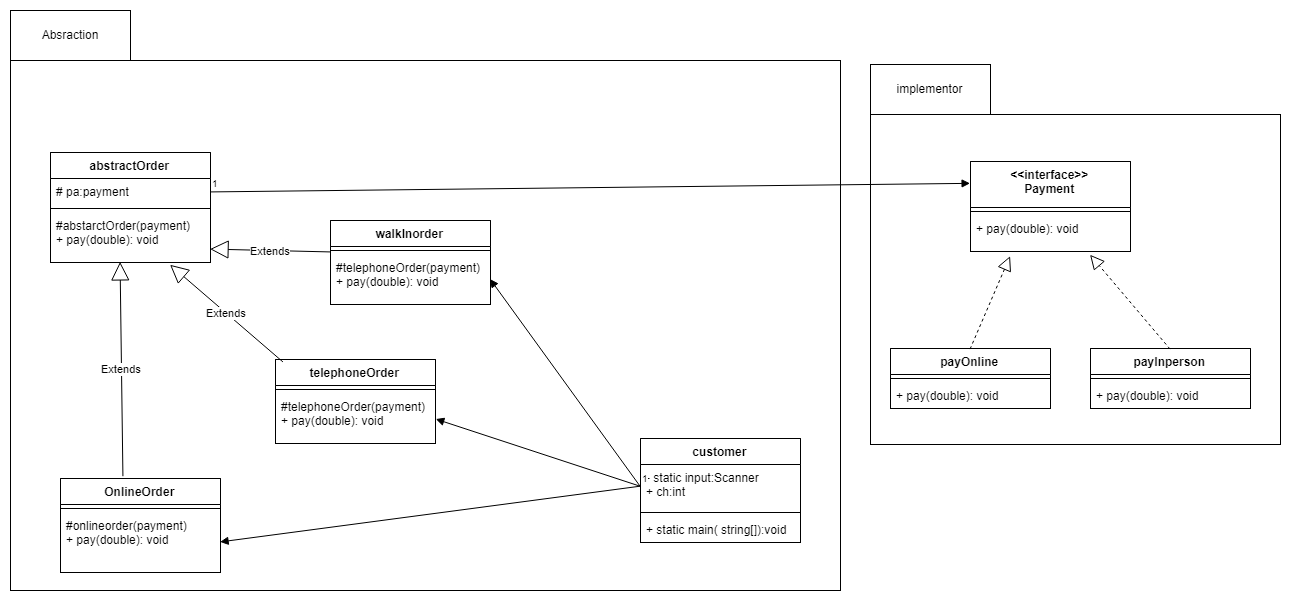 Absraction
implementor
abstractOrder
# pa:payment
#abstarctOrder(payment)
+ pay(double): void
1
<<interface>>
Payment
+ pay(double): void
walkInorder
#telephoneOrder(payment)
+ pay(double): void
Extends
Extends
Extends
telephoneOrder
#telephoneOrder(payment)
+ pay(double): void
payOnline
+ pay(double): void
payInperson
+ pay(double): void
customer
1
- static input:Scanner
+ ch:int
+ static main( string[]):void
OnlineOrder
#onlineorder(payment)
+ pay(double): void